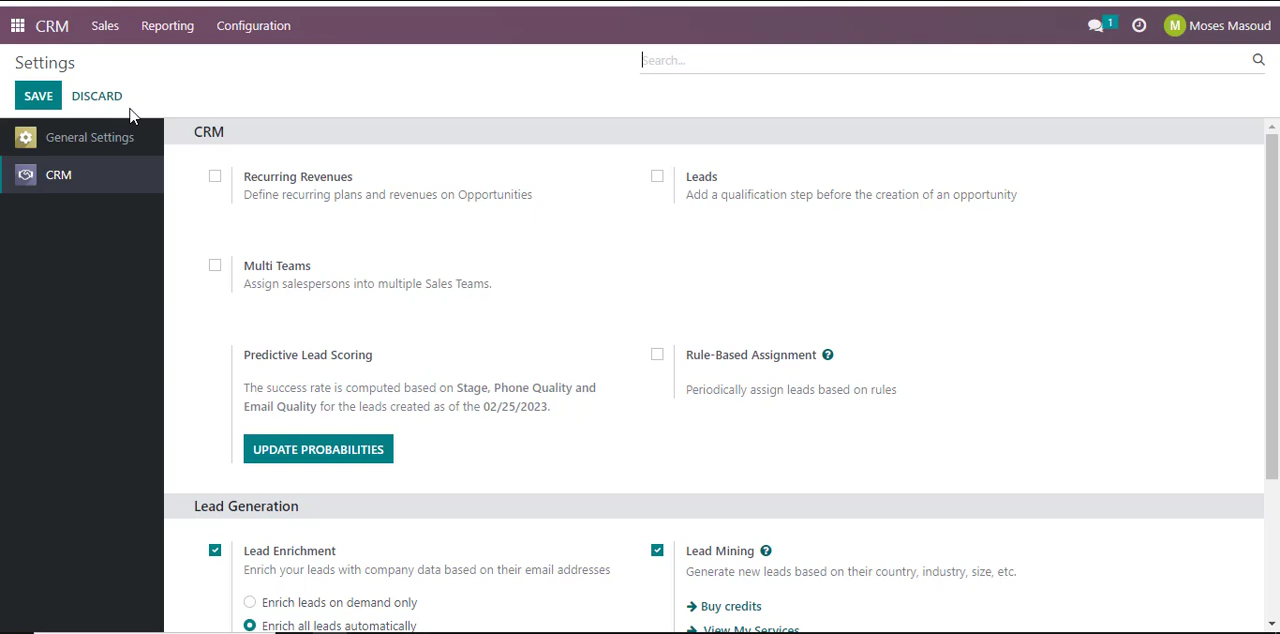 CRM Sales Reporting Configuration 1 M Moses Masoud
Settings
Search...
SAVE DISCARD
General Settings
CRM
CRM
Recurring Revenues
Define recurring plans and revenues on Opportunities
Leads
Add a qualification step before the creation of an opportunity
Multi Teams
Assign salespersons into multiple Sales Teams.
Predictive Lead Scoring
The success rate is computed based on Stage, Phone Quality and
Email Quality for the leads created as of the 02/25/2023.
UPDATE PROBABILITIES
Rule-Based Assignment ?
Periodically assign leads based on rules
Lead Generation
Lead Enrichment
Enrich your leads with company data based on their email addresses
Enrich leads on demand only
Enrich all leads automatically
Lead Mining ?
Generate new leads based on their country, industry, size, etc.
Buy credits
View My Services